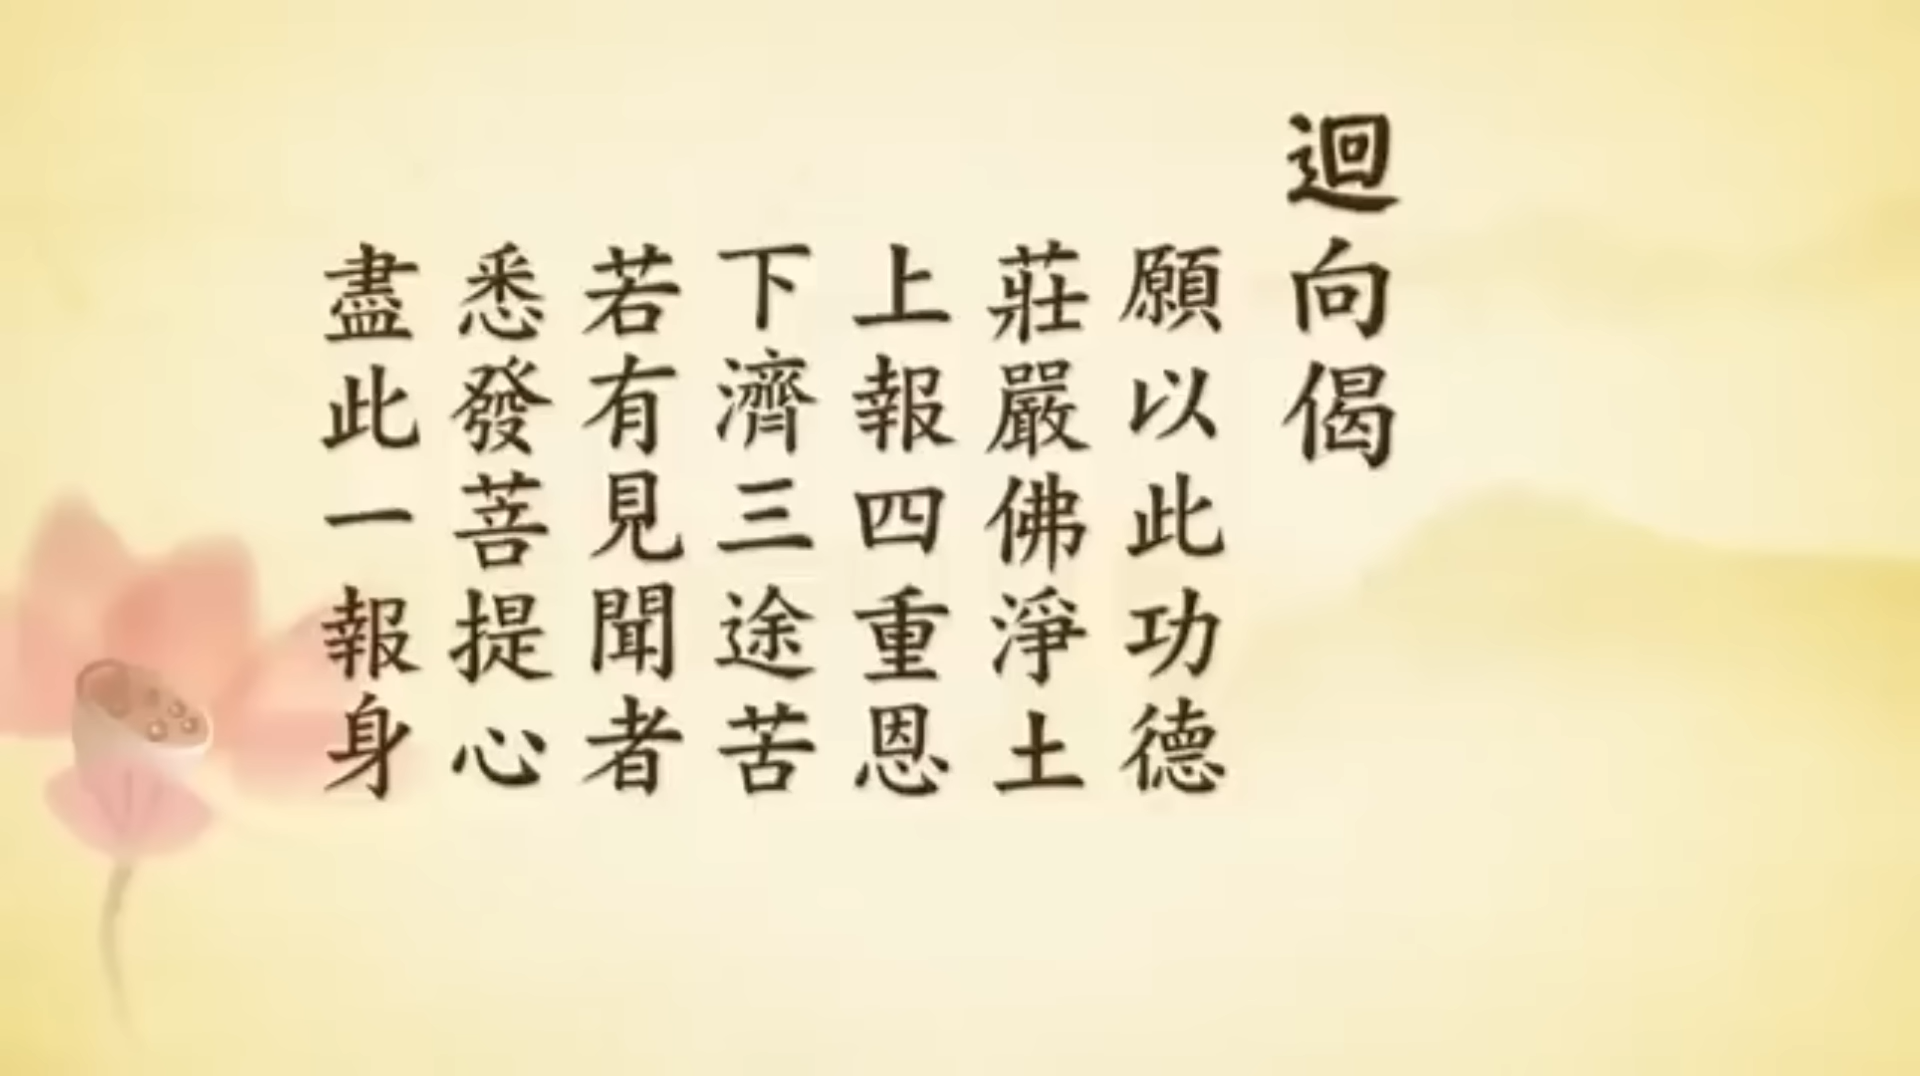 迴向偈
願以此功德
莊嚴佛淨土
上報四重恩
下濟三途苦
若有見聞者
悉發菩提心
盡此一報身